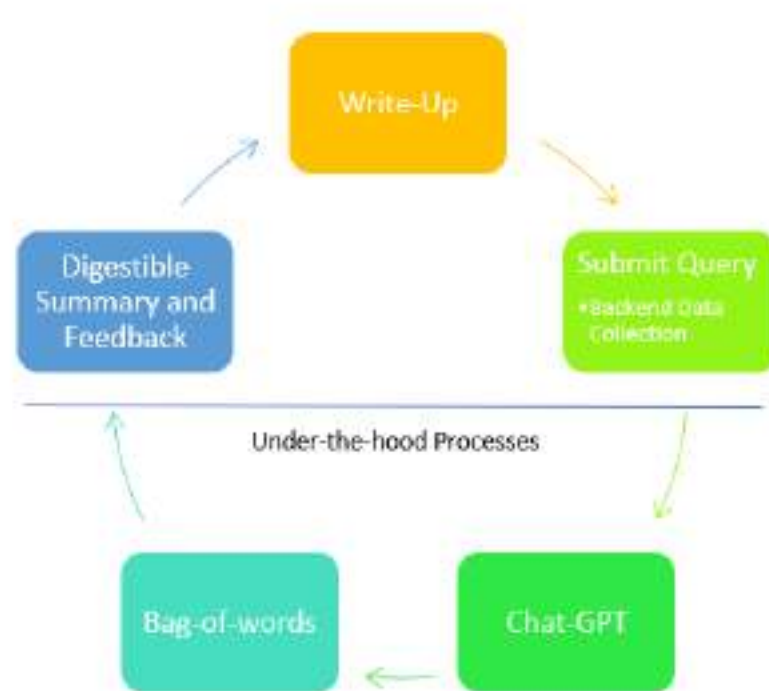 Write-Up
Digestible
Summary and
Feedback
Submit Query
•Backend Data
Collection
Under-the-hood Processes
Bag-of-words
Chat-GPT